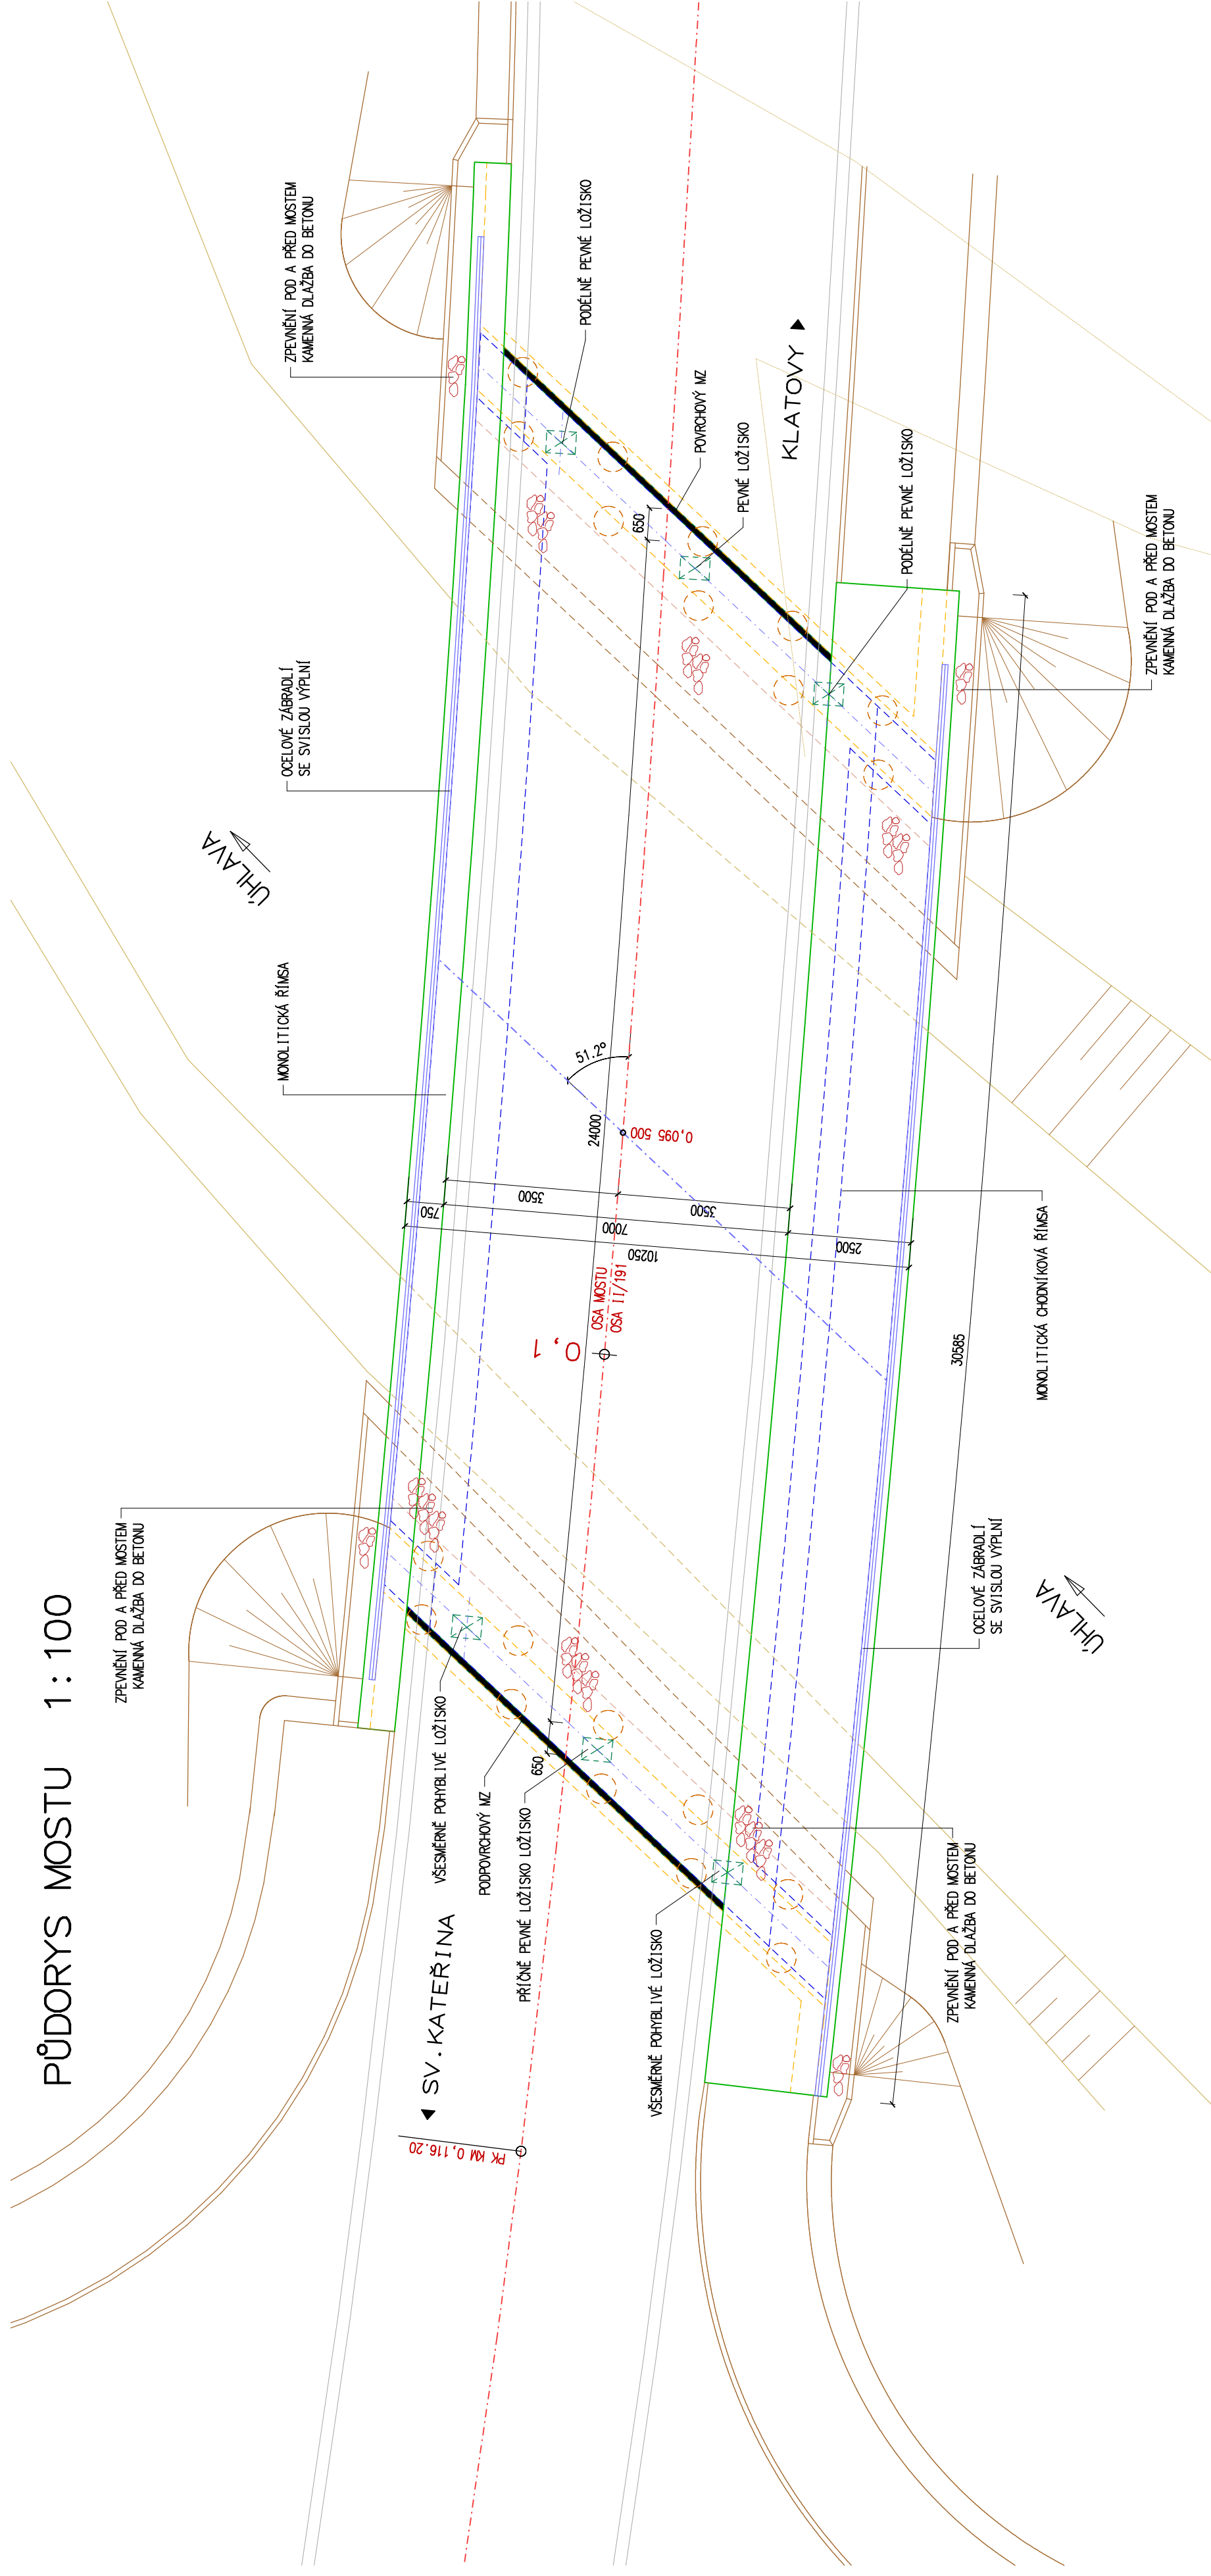 PŮDORYS MOSTU 1:100
ZPEVNĚNÍ POD A PŘED MOSTEM
KAMENNÁ DLAŽBA DO BETONU
MONOLITICKÁ ŘÍMSA
ÚHLAVA
OCELOVÉ ZÁBRADLÍ
SE SVISLOU VÝPLNÍ
ZPEVNĚNÍ POD A PŘED MOSTEM
KAMENNÁ DLAŽBA DO BETONU
PK KM 0,116.20
SV. KATEŘINA
VŠESMĚRNĚ POHYBLIVÉ LOŽISKO
PODPOVRCHOVÝ MZ
PŘÍČNĚ PEVNÉ LOŽISKO LOŽISKO
650
0,1
OSA MOSTU
OSA II/191
750
3500
3500
7000
10250
2500
24000
0,095 500
51.2°
650
PODÉLNĚ PEVNÉ LOŽISKO
POVRCHOVÝ MZ
PEVNÉ LOŽISKO
KLATOVY
PODÉLNĚ PEVNÉ LOŽISKO
VŠESMĚRNĚ POHYBLIVÉ LOŽISKO
ZPEVNĚNÍ POD A PŘED MOSTEM
KAMENNÁ DLAŽBA DO BETONU
OCELOVÉ ZÁBRADLÍ
SE SVISLOU VÝPLNÍ
30585
MONOLITICKÁ CHODNÍKOVÁ ŘÍMSA
ÚHLAVA
ZPEVNĚNÍ POD A PŘED MOSTEM
KAMENNÁ DLAŽBA DO BETONU